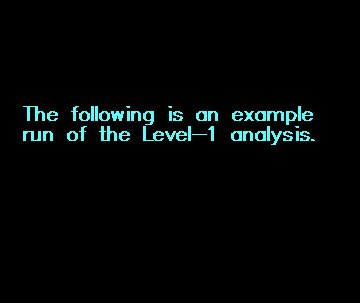 The following is an example
run of the Level-1 analysis.